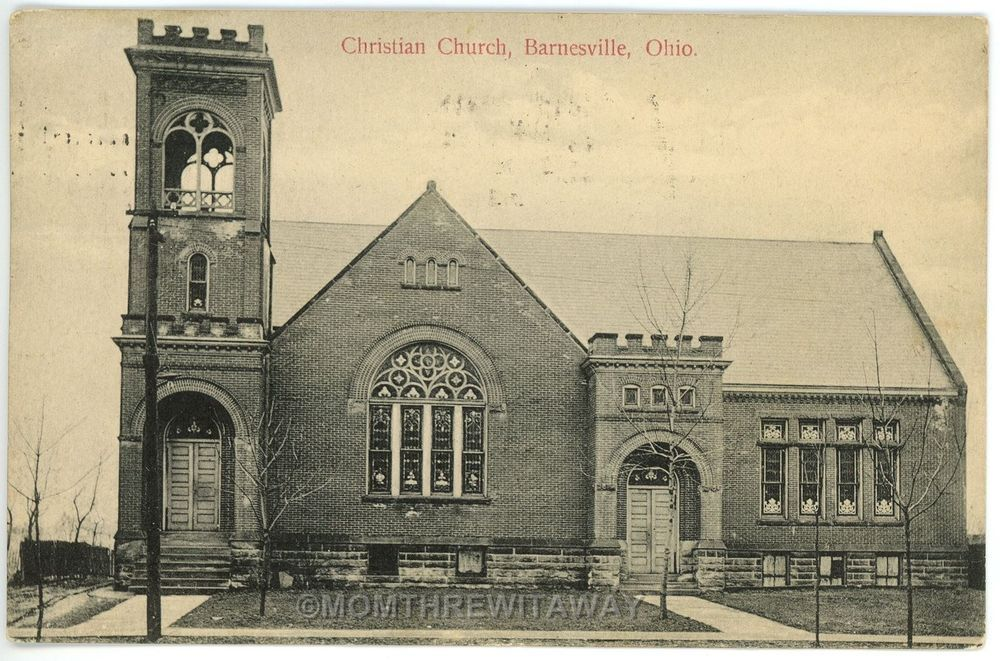 Christian Church, Barnesville, Ohio.
©MOMTHREWITAWAY